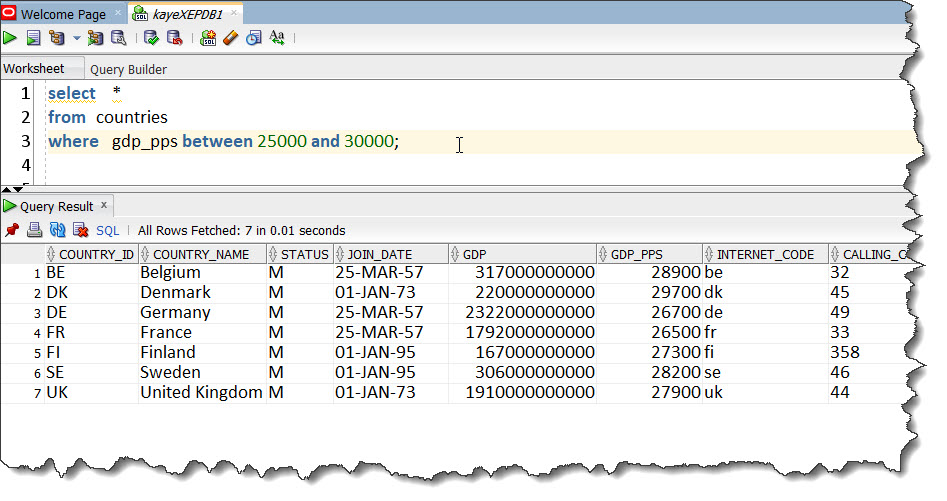 Welcome Page × kayeXEPDB1 ×
SQL SQL Aa
Worksheet Query Builder
1 select *
2 from countries
3 where gdp_pps between 25000 and 30000;
4
Query Result ×
SQL | All Rows Fetched: 7 in 0.01 seconds
COUNTRY_ID COUNTRY_NAME STATUS JOIN_DATE GDP GDP_PPS INTERNET_CODE
1 BE Belgium M 25-MAR-57 317000000000 28900 be 32
2 DK Denmark M 01-JAN-73 220000000000 29700 dk 45
3 DE Germany M 25-MAR-57 2322000000000 26700 de 49
4 FR France M 25-MAR-57 1792000000000 26500 fr 33
5 FI Finland M 01-JAN-95 167000000000 27300 fi 358
6 SE Sweden M 01-JAN-95 306000000000 28200 se 46
7 UK United Kingdom M 01-JAN-73 1910000000000 27900 uk 44